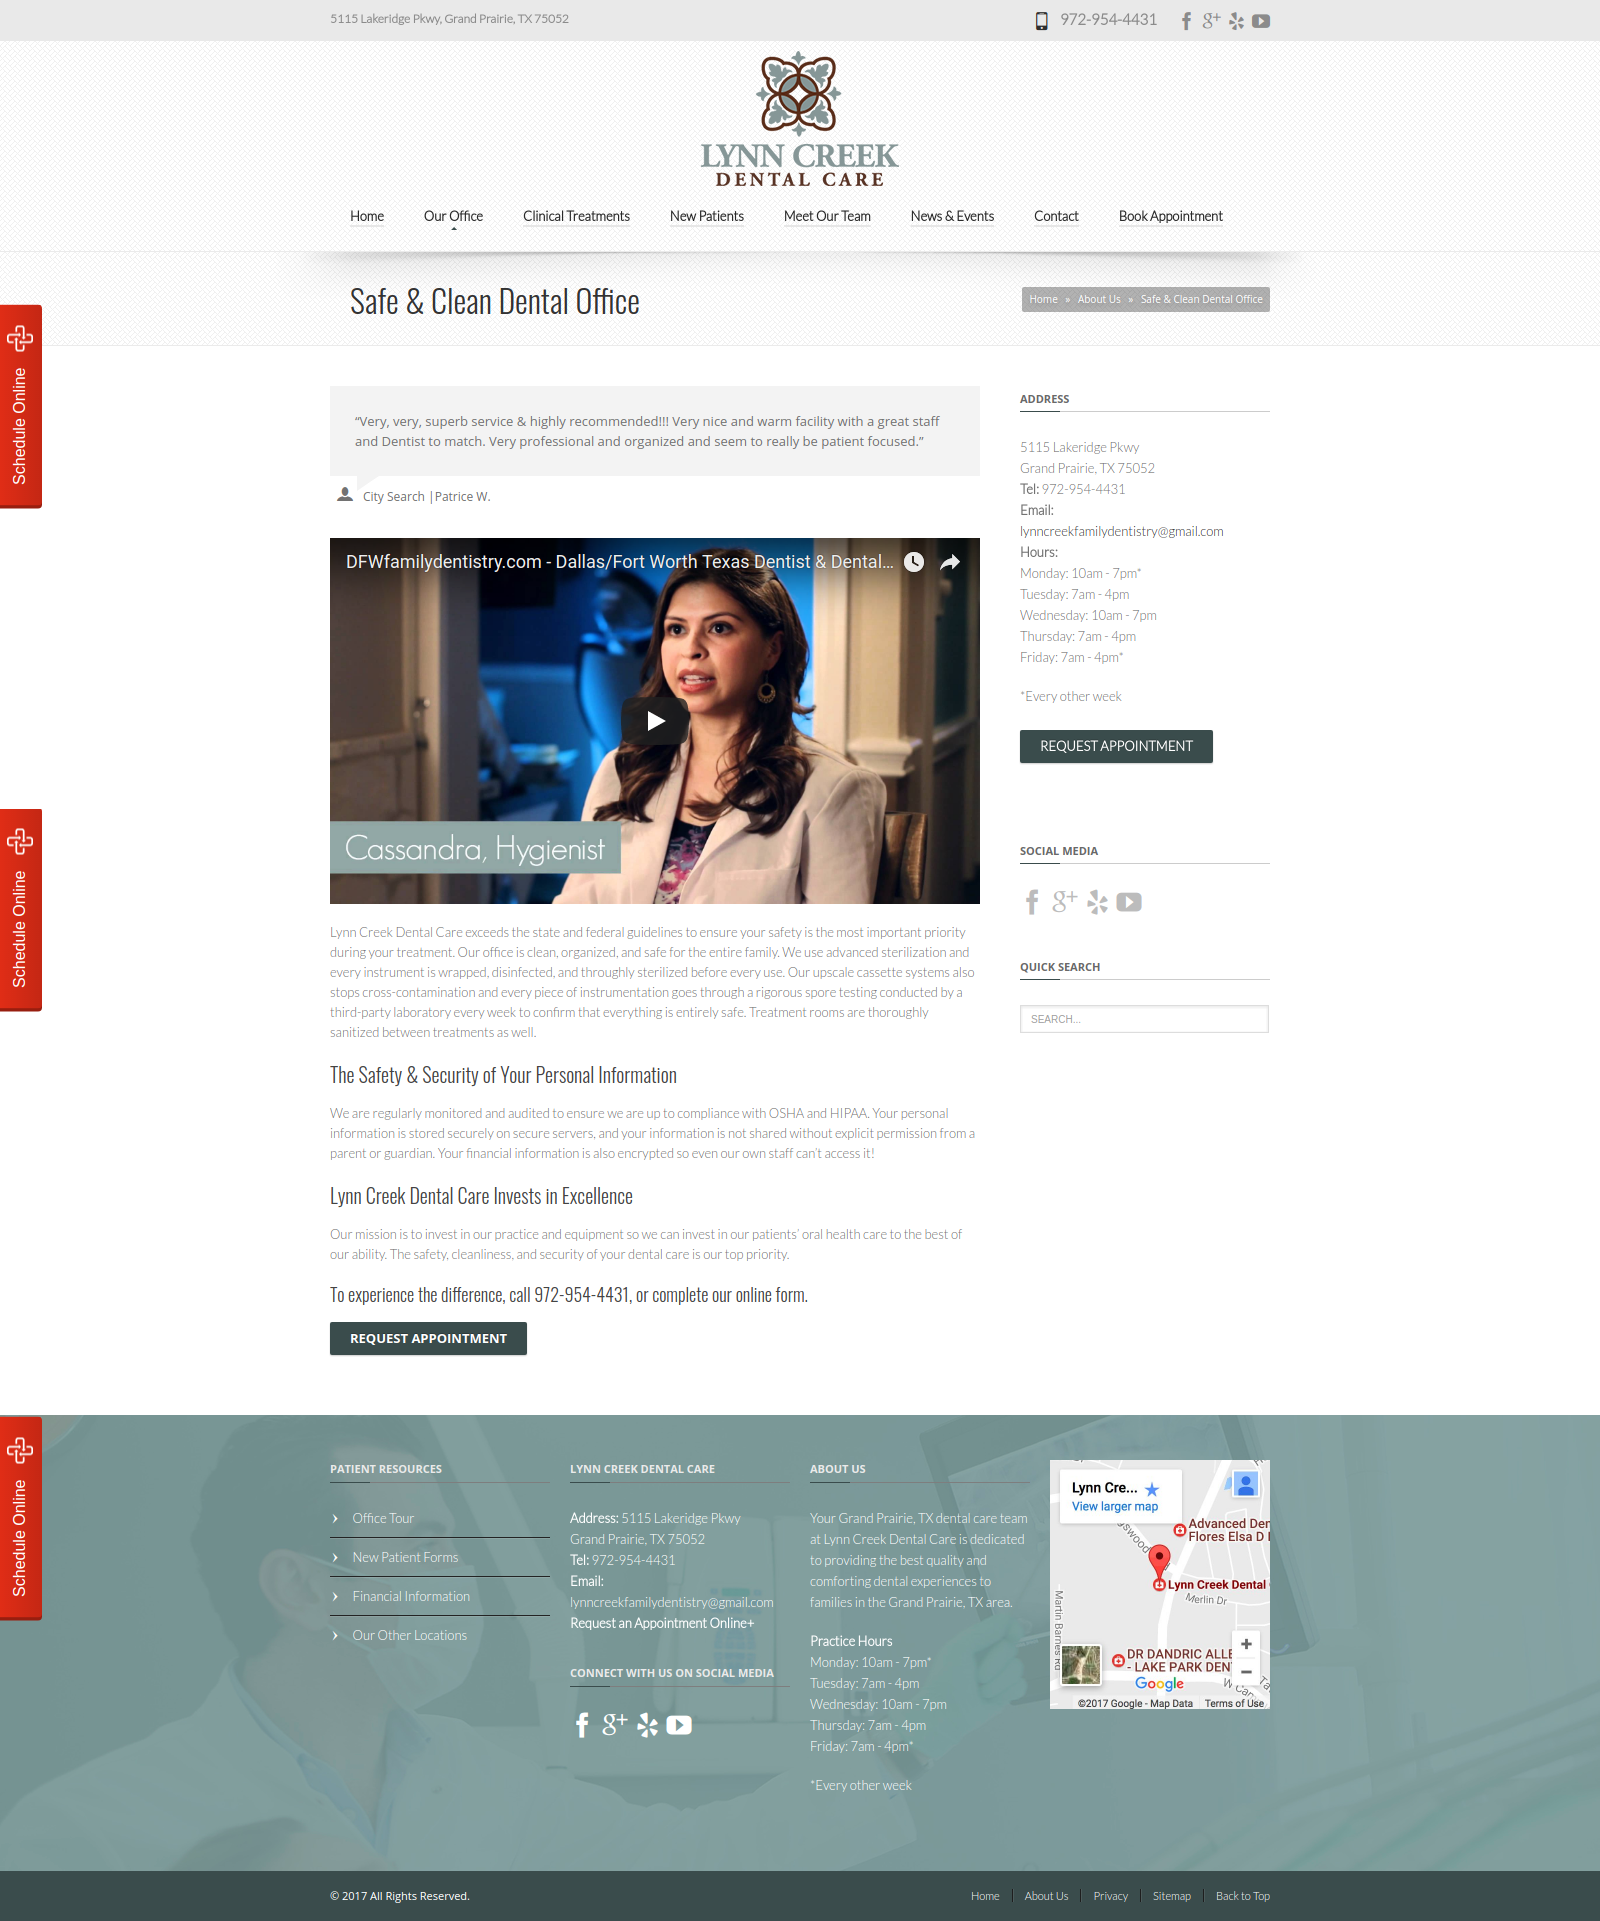 5115 Lakeridge Pkwy, Grand Prairie, TX 75052
972-954-4431
LYNN CREEK
DENTAL CARE
Home
Our Office
Clinical Treatments
New Patients
Meet Our Team
News & Events
Contact
Book Appointment
Safe & Clean Dental Office
Home » About Us » Safe & Clean Dental Office
Schedule Online
“Very, very, superb service & highly recommended!!! Very nice and warm facility with a great staff
and Dentist to match. Very professional and organized and seem to really be patient focused.”
City Search |Patrice W.
DFWfamilydentistry.com - Dallas/Fort Worth Texas Dentist & Dental...
Cassandra, Hygienist
Lynn Creek Dental Care exceeds the state and federal guidelines to ensure your safety is the most important priority
during your treatment. Our office is clean, organized, and safe for the entire family. We use advanced sterilization and
every instrument is wrapped, disinfected, and throughly sterilized before every use. Our upscale cassette systems also
stops cross-contamination and every piece of instrumentation goes through a rigorous spore testing conducted by a
third-party laboratory every week to confirm that everything is entirely safe. Treatment rooms are thoroughly
sanitized between treatments as well.
The Safety & Security of Your Personal Information
We are regularly monitored and audited to ensure we are up to compliance with OSHA and HIPAA. Your personal
information is stored securely on secure servers, and your information is not shared without explicit permission from a
parent or guardian. Your financial information is also encrypted so even our own staff can't access it!
Lynn Creek Dental Care Invests in Excellence
Our mission is to invest in our practice and equipment so we can invest in our patients' oral health care to the best of
our ability. The safety, cleanliness, and security of your dental care is our top priority.
To experience the difference, call 972-954-4431, or complete our online form.
REQUEST APPOINTMENT
ADDRESS
5115 Lakeridge Pkwy
Grand Prairie, TX 75052
Tel: 972-954-4431
Email:
lynncreekfamilydentistry@gmail.com
Hours:
Monday: 10am - 7pm*
Tuesday: 7am - 4pm
Wednesday: 10am - 7pm
Thursday: 7am - 4pm
Friday: 7am - 4pm*
*Every other week
REQUEST APPOINTMENT
SOCIAL MEDIA
QUICK SEARCH
SEARCH...
Schedule Online
Schedule Online
PATIENT RESOURCES
Office Tour
New Patient Forms
Financial Information
Our Other Locations
LYNN CREEK DENTAL CARE
Address: 5115 Lakeridge Pkwy
Grand Prairie, TX 75052
Tel: 972-954-4431
Email:
lynncreekfamilydentistry@gmail.com
Request an Appointment Online+
CONNECT WITH US ON SOCIAL MEDIA
ABOUT US
Your Grand Prairie, TX dental care team
at Lynn Creek Dental Care is dedicated
to providing the best quality and
comforting dental experiences to
families in the Grand Prairie, TX area.
Practice Hours
Monday: 10am - 7pm*
Tuesday: 7am - 4pm
Wednesday: 10am - 7pm
Thursday: 7am - 4pm
Friday: 7am - 4pm*
*Every other week
Lynn Cre...
View larger map
Advanced Den
Flores Elsa D
Lynn Creek Dental
Merlin Dr
Martin Barnes Rd
DR DANDRIC ALLE
- LAKE PARK DEN
Google
©2017 Google - Map Data
Terms of Use
© 2017 All Rights Reserved.
Home
About Us
Privacy
Sitemap
Back to Top